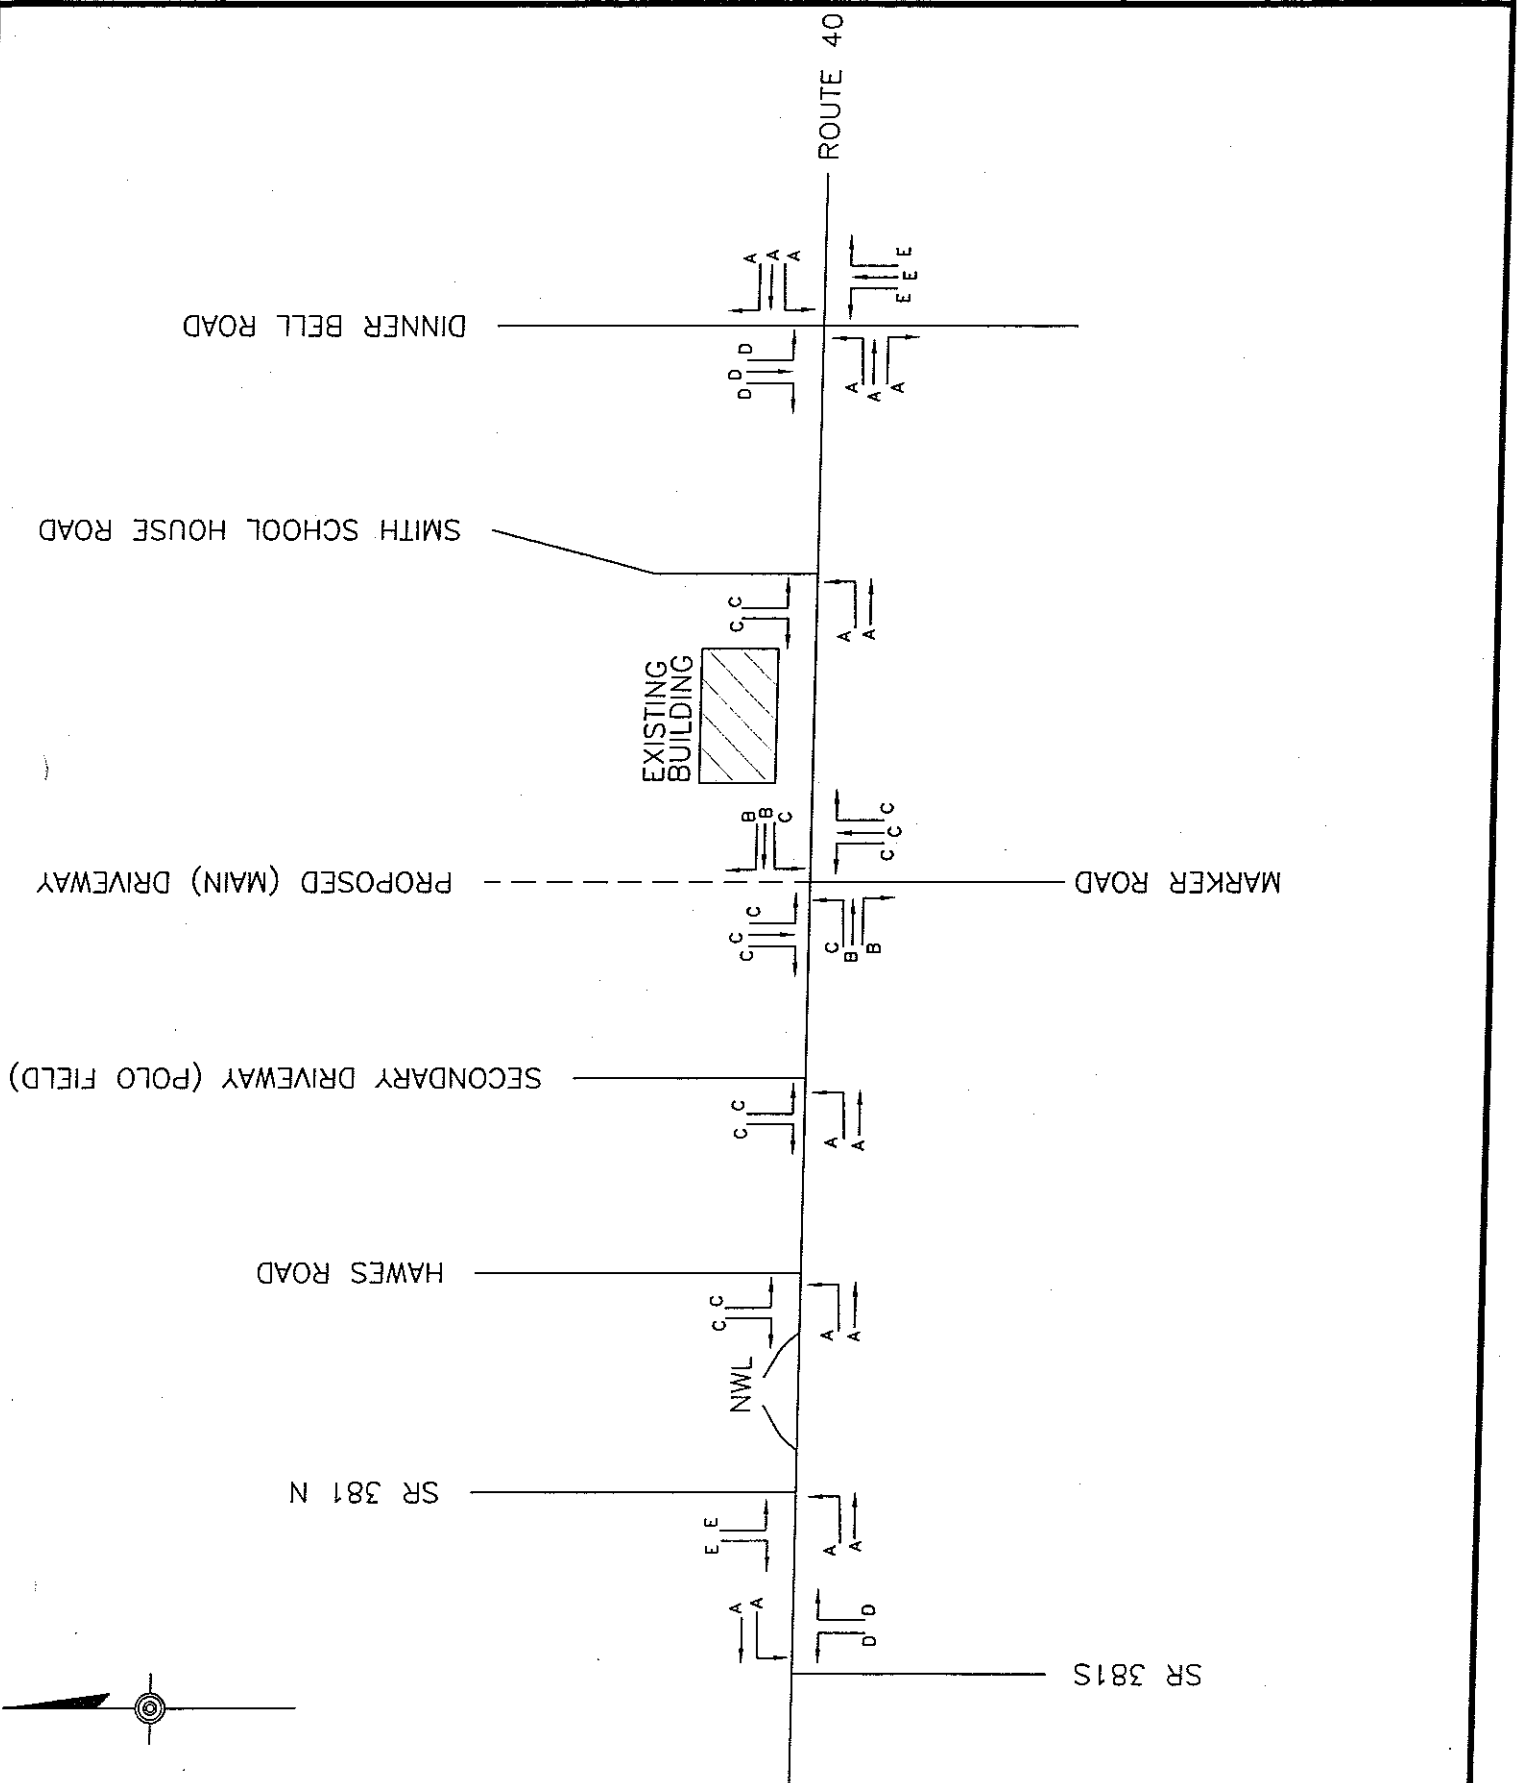 ROUTE 40
DINNER BELL ROAD
A
A
A
D
D
D
E
E
E
A
A
A
SMITH SCHOOL HOUSE ROAD
C
C
A
A
EXISTING
BUILDING
PROPOSED (MAIN) DRIVEWAY
B
B
C
C
C
C
MARKER ROAD
C
C
C
C
B
B
SECONDARY DRIVEWAY (POLO FIELD)
C
C
A
A
HAWES ROAD
C
C
A
A
NWL
SR 381 N
E
E
A
A
A
A
D
D
SR 381S